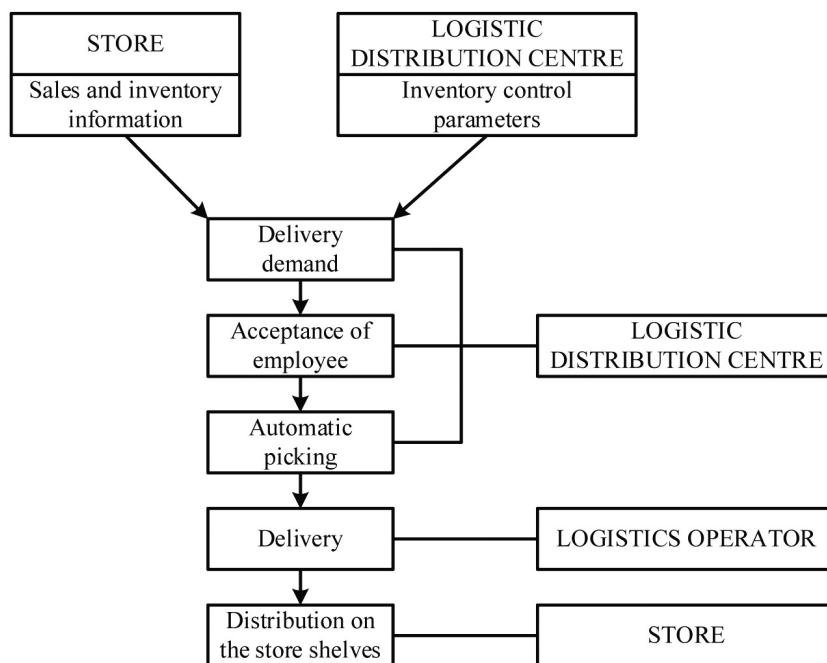 STORE
Sales and inventory
information
LOGISTIC
DISTRIBUTION CENTRE
Inventory control
parameters
Delivery
demand
Acceptance of
employee
LOGISTIC
DISTRIBUTION CENTRE
Automatic
picking
Delivery
LOGISTICS OPERATOR
Distribution on
the store shelves
STORE